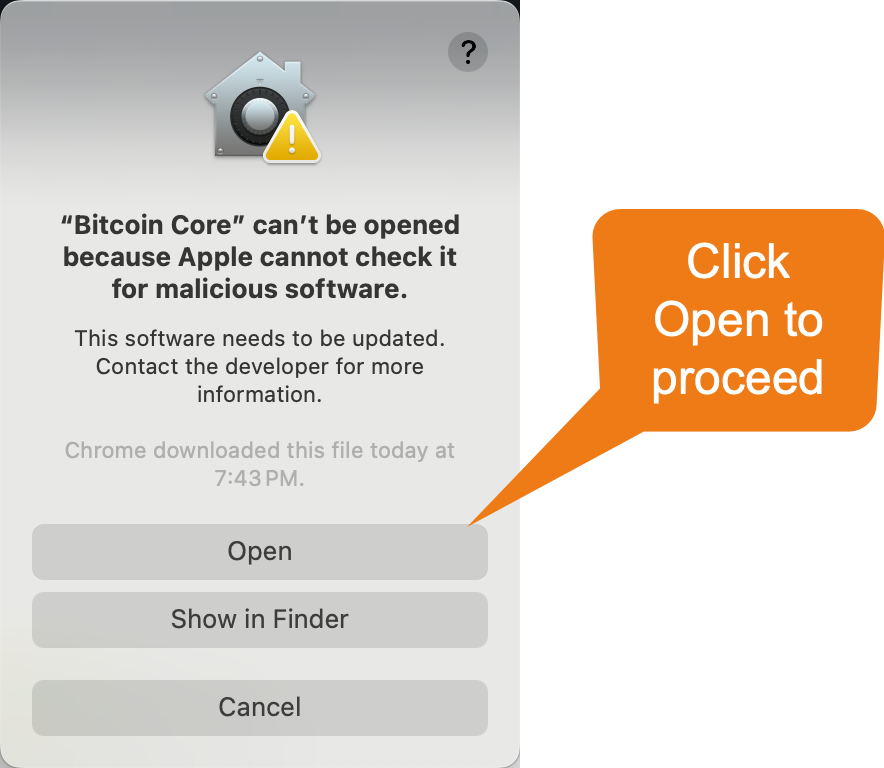 ?
“Bitcoin Core” can’t be opened
because Apple cannot check it
for malicious software.
This software needs to be updated.
Contact the developer for more
information.
Chrome downloaded this file today at
7:43 PM.
Open
Show in Finder
Cancel
Click
Open to
proceed